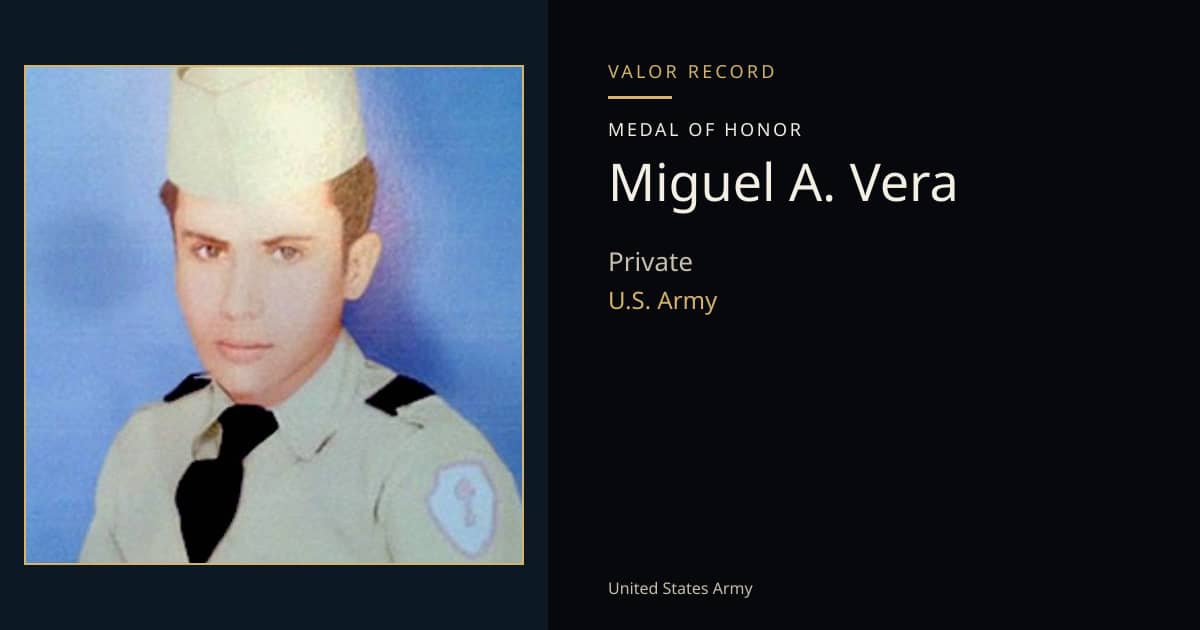 VALOR RECORD
MEDAL OF HONOR
Miguel A. Vera
Private
U.S. Army
United States Army